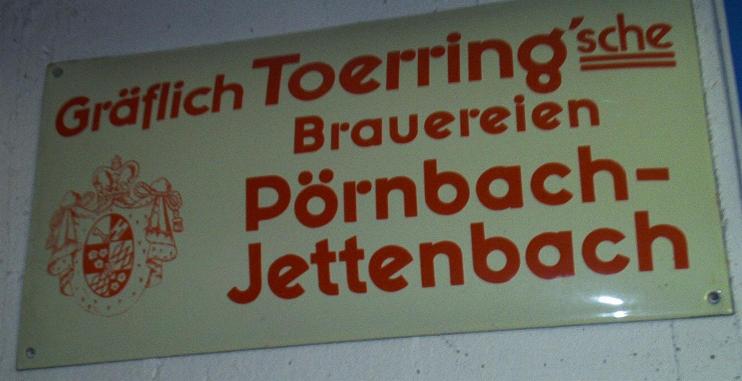 Gräflich Toerring'sche
Brauereien
Pörnbach-
Jettenbach